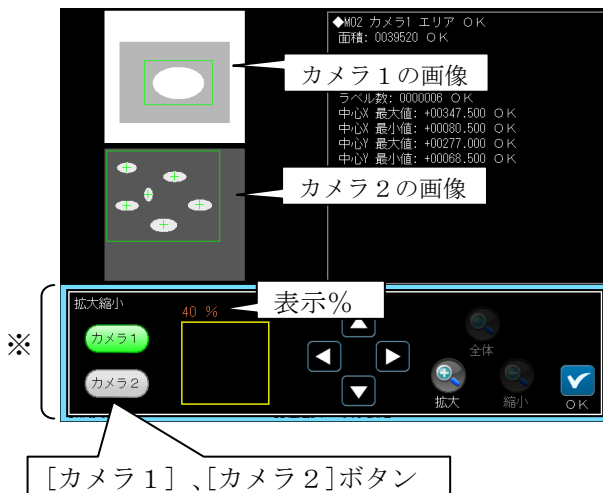 ◆M02 カメラ1 エリア OK
面積: 0039520 OK
カメラ１の画像
ラベル数: 0000006 OK
中心X 最大値: +00347.500 OK
中心X 最小値: +00080.500 OK
中心Y 最大値: +00277.000 OK
中心Y 最小値: +00068.500 OK
カメラ２の画像
※
拡大縮小
40 %
表示%
カメラ1
カメラ2
全体
拡大
縮小
OK
［カメラ１］、［カメラ２］ボタン